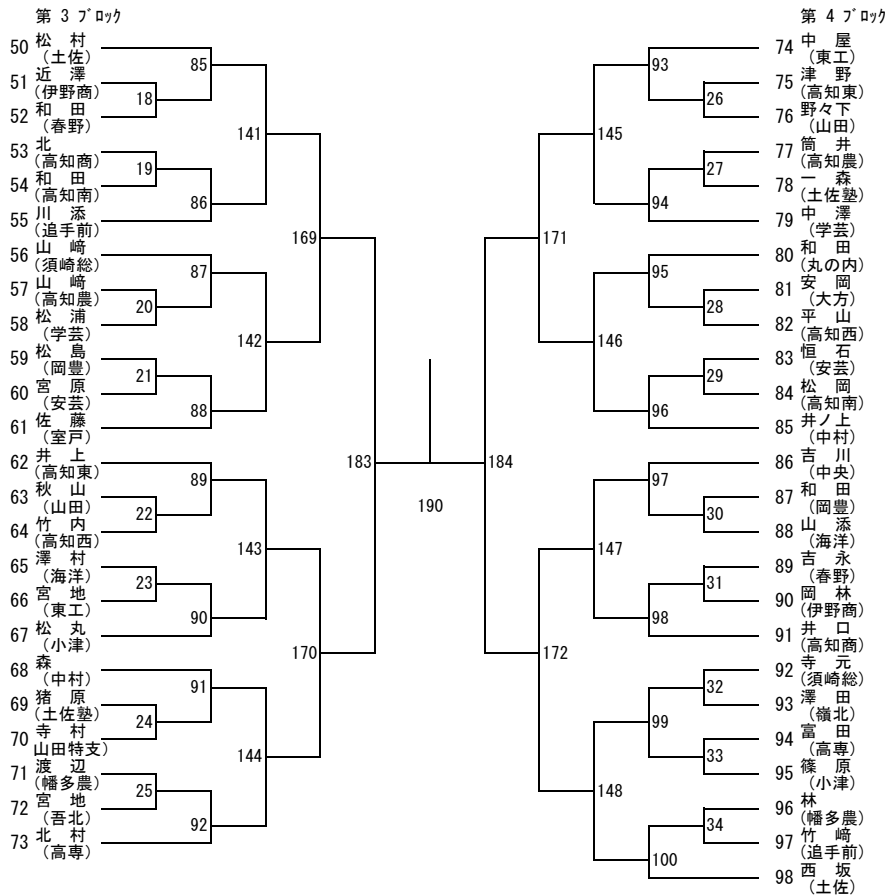 第 3 ブロック
50 松 村
(土佐)
51 近 澤
(伊野商)
52 和 田
(春野)
53 北
(高知商)
54 和 田
(高知南)
55 川 添
(追手前)
56 山 﨑
(須崎総)
57 山 﨑
(高知農)
58 松 浦
(学芸)
59 松 島
(岡豊)
60 宮 原
(安芸)
61 佐 藤
(室戸)
62 井 上
(高知東)
63 秋 山
(山田)
64 竹 内
(高知西)
65 澤 村
(海洋)
66 宮 地
(東工)
67 松 丸
(小津)
68 森
(中村)
69 猪 原
(土佐塾)
70 寺 村
山田特支)
71 渡 辺
(幡多農)
72 宮 地
(吾北)
73 北 村
(高専)
85
18
141
19
86
169
87
20
142
21
88
183
89
22
143
23
90
170
91
24
144
25
92
190
第 4 ブロック
74 中 屋
(東工)
75 津 野
(高知東)
76 野々下
(山田)
77 筒 井
(高知農)
78 一 森
(土佐塾)
79 中 澤
(学芸)
80 和 田
(丸の内)
81 安 岡
(大方)
82 平 山
(高知西)
83 恒 石
(安芸)
84 松 岡
(高知南)
85 井ノ上
(中村)
86 吉 川
(中央)
87 和 田
(岡豊)
88 山 添
(海洋)
89 吉 永
(春野)
90 岡 林
(伊野商)
91 井 口
(高知商)
92 寺 元
(須崎総)
93 澤 田
(嶺北)
94 富 田
(高専)
95 篠 原
(小津)
96 林
(幡多農)
97 竹 﨑
(追手前)
98 西 坂
(土佐)
93
26
145
27
94
171
95
28
146
29
96
184
97
30
147
31
98
172
32
99
33
148
34
100